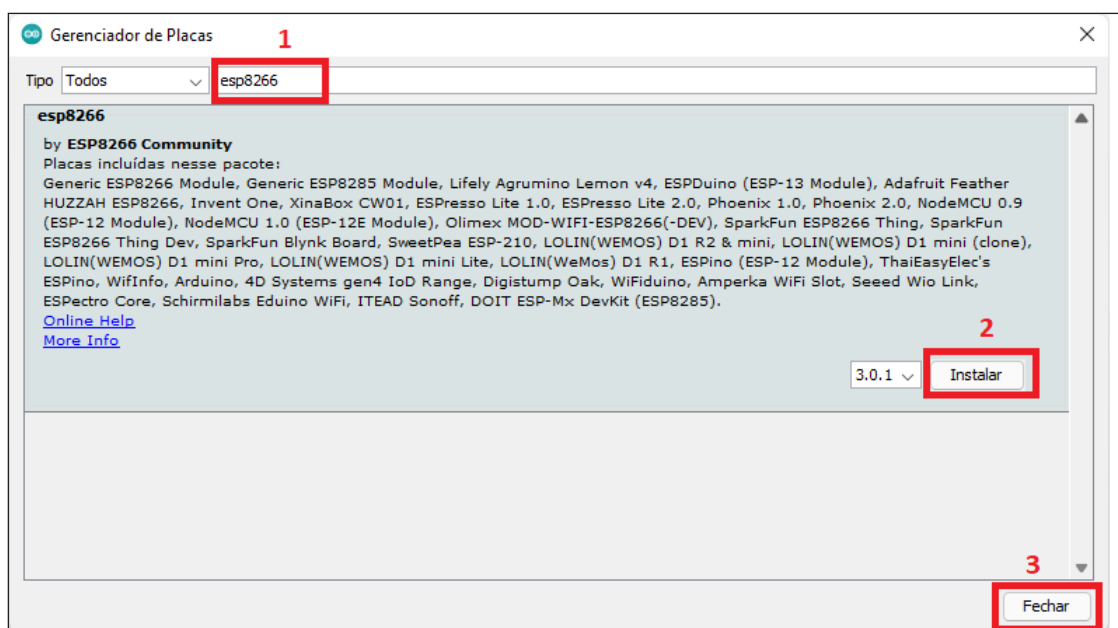 Gerenciador de Placas
1
Tipo Todos esp8266
esp8266
by ESP8266 Community
Placas incluídas nesse pacote:
Generic ESP8266 Module, Generic ESP8285 Module, Lifely Agrumino Lemon v4, ESPDuino (ESP-13 Module), Adafruit Feather
HUZZAH ESP8266, Invent One, XinaBox CW01, ESPresso Lite 1.0, ESPresso Lite 2.0, Phoenix 1.0, Phoenix 2.0, NodeMCU 0.9
(ESP-12 Module), NodeMCU 1.0 (ESP-12E Module), Olimex MOD-WIFI-ESP8266(-DEV), SparkFun ESP8266 Thing, SparkFun
ESP8266 Thing Dev, SparkFun Blynk Board, SweetPea ESP-210, LOLIN(WEMOS) D1 R2 & mini, LOLIN(WEMOS) D1 mini (clone),
LOLIN(WEMOS) D1 mini Pro, LOLIN(WEMOS) D1 mini Lite, LOLIN(WeMos) D1 R1, ESPino (ESP-12 Module), ThaiEasyElec's
ESPino, WifInfo, Arduino, 4D Systems gen4 IoD Range, Digistump Oak, WiFiduino, Amperka WiFi Slot, Seeed Wio Link,
ESPectro Core, Schirmilabs Eduino WiFi, ITEAD Sonoff, DOIT ESP-Mx DevKit (ESP8285).
Online Help
More Info
2
3.0.1 Instalar
3
Fechar